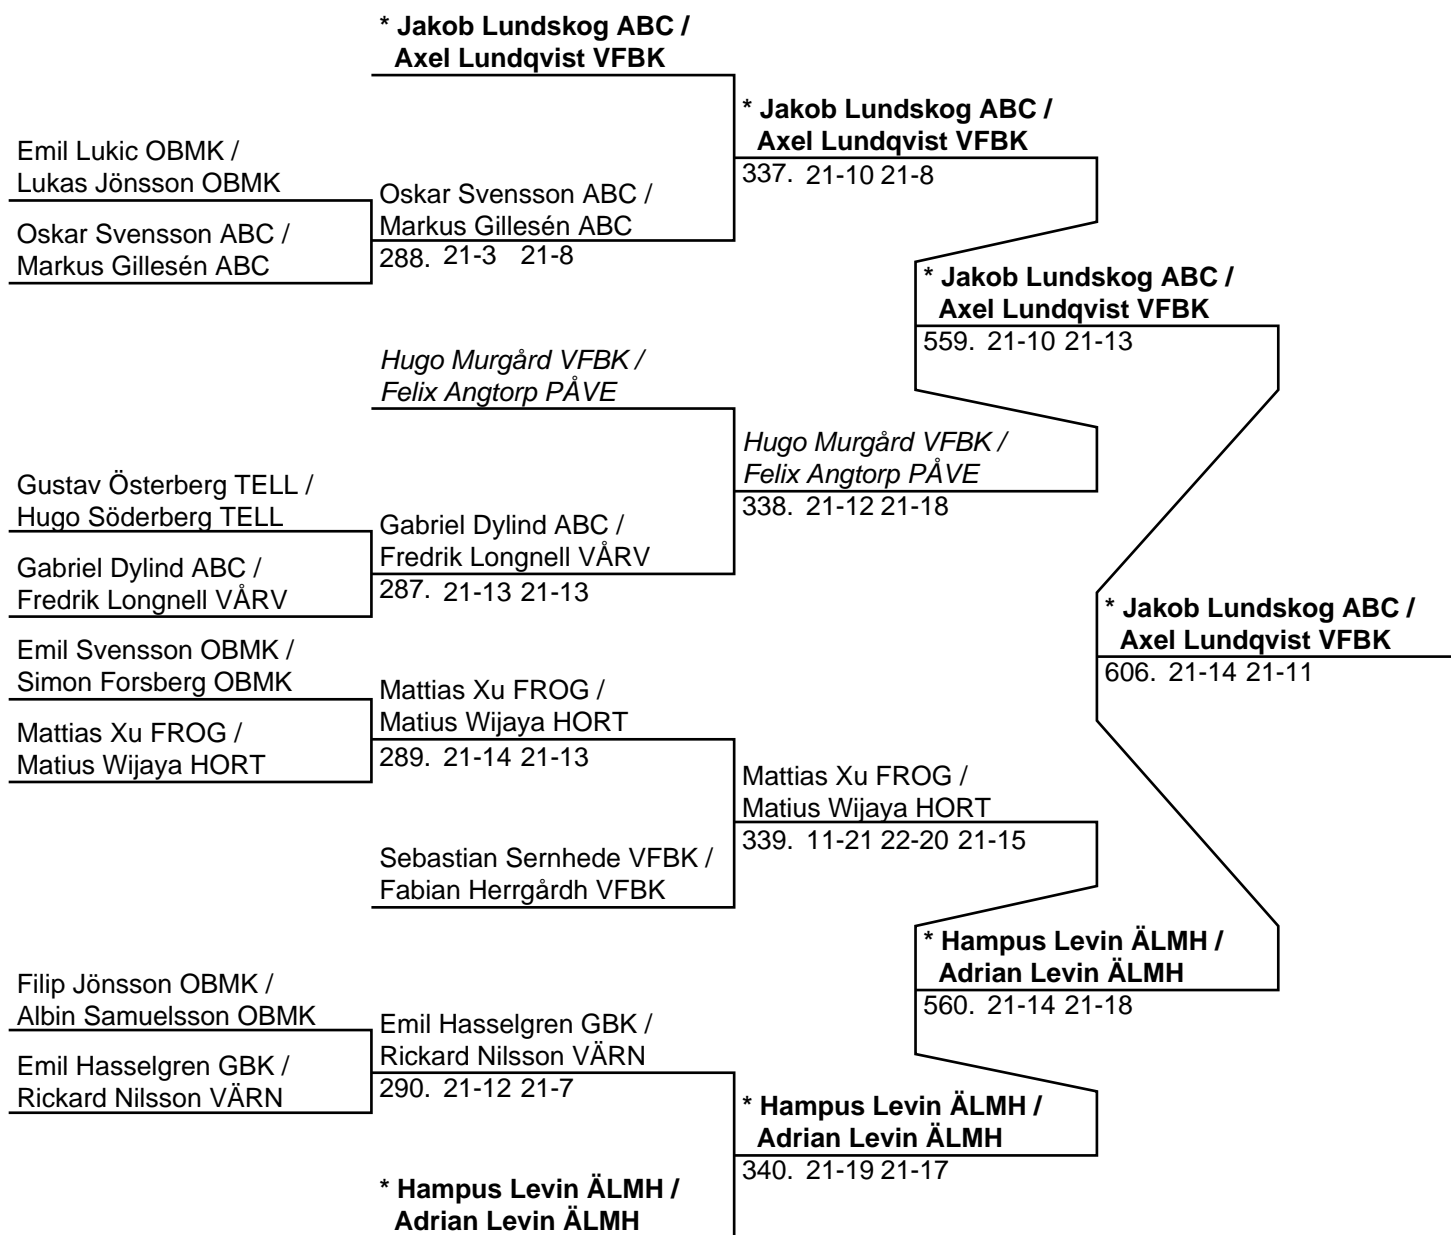 * Jakob Lundskog ABC /
Axel Lundqvist VFBK
* Jakob Lundskog ABC /
Axel Lundqvist VFBK
337. 21-10 21-8
Emil Lukic OBMK /
Lukas Jönsson OBMK
Oskar Svensson ABC /
Markus Gillesén ABC
288. 21-3 21-8
Oskar Svensson ABC /
Markus Gillesén ABC
* Jakob Lundskog ABC /
Axel Lundqvist VFBK
559. 21-10 21-13
Hugo Murgård VFBK /
Felix Angtorp PÅVE
Hugo Murgård VFBK /
Felix Angtorp PÅVE
338. 21-12 21-18
Gustav Österberg TELL /
Hugo Söderberg TELL
Gabriel Dylind ABC /
Fredrik Longnell VÅRV
287. 21-13 21-13
Gabriel Dylind ABC /
Fredrik Longnell VÅRV
* Jakob Lundskog ABC /
Axel Lundqvist VFBK
606. 21-14 21-11
Emil Svensson OBMK /
Simon Forsberg OBMK
Mattias Xu FROG /
Matius Wijaya HORT
289. 21-14 21-13
Mattias Xu FROG /
Matius Wijaya HORT
Mattias Xu FROG /
Matius Wijaya HORT
339. 11-21 22-20 21-15
Sebastian Sernhede VFBK /
Fabian Herrgårdh VFBK
* Hampus Levin ÄLMH /
Adrian Levin ÄLMH
560. 21-14 21-18
Filip Jönsson OBMK /
Albin Samuelsson OBMK
Emil Hasselgren GBK /
Rickard Nilsson VÄRN
290. 21-12 21-7
Emil Hasselgren GBK /
Rickard Nilsson VÄRN
* Hampus Levin ÄLMH /
Adrian Levin ÄLMH
340. 21-19 21-17
* Hampus Levin ÄLMH /
Adrian Levin ÄLMH